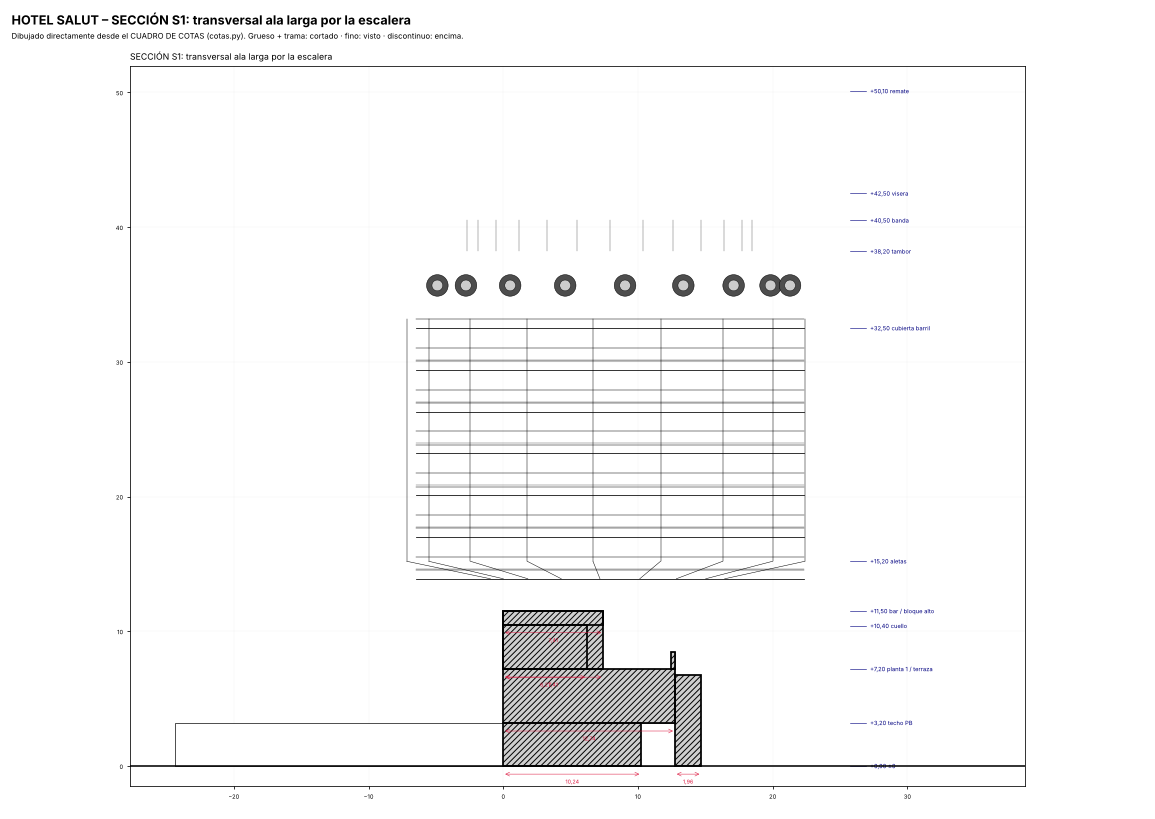 HOTEL SALUT – SECCIÓN S1: transversal ala larga por la escalera
Dibujado directamente desde el CUADRO DE COTAS (cotas.py). Grueso + trama: cortado · fino: visto · discontinuo: encima.
SECCIÓN S1: transversal ala larga por la escalera
50
+50,10 remate
+42,50 visera
+40,50 banda
40
+38,20 tambor
+32,50 cubierta barril
30
20
+15,20 aletas
+11,50 bar / bloque alto
+10,40 cuello
10
+7,20 planta 1 / terraza
+3,20 techo PB
0
10,24
1,96
−20
−10
0
10
20
30